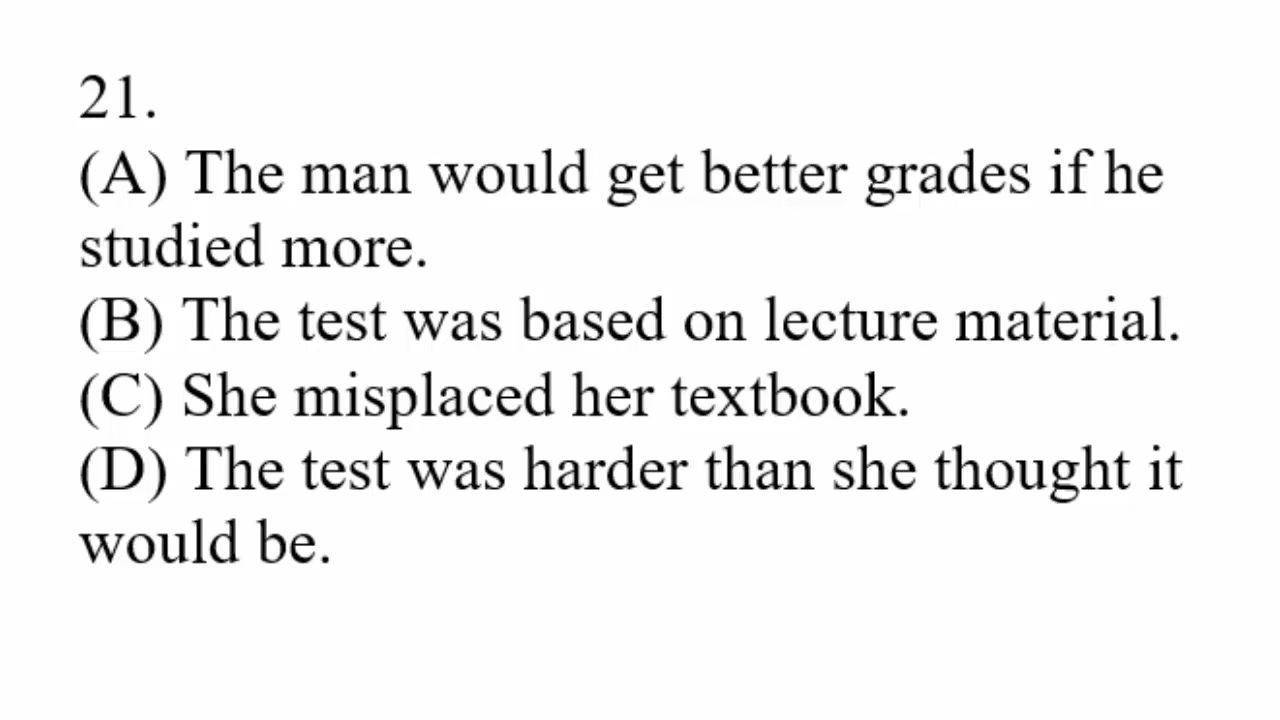 21.
(A) The man would get better grades if he
studied more.
(B) The test was based on lecture material.
(C) She misplaced her textbook.
(D) The test was harder than she thought it
would be.